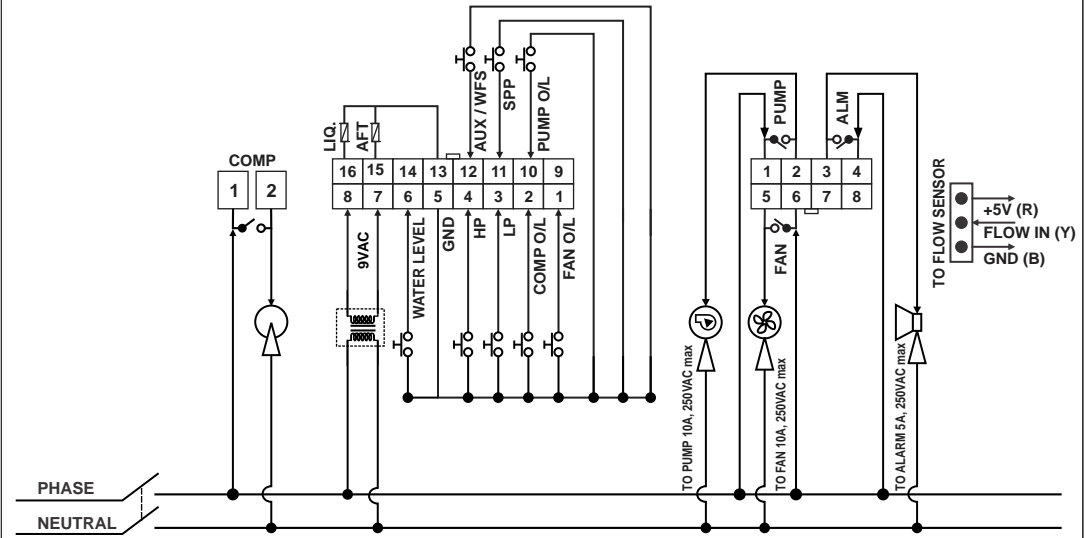 AUX / WFS
SPP
PUMP O/L
LIQ.
AFT
COMP
1 2
16 15 14 13 12 11 10 9
8 7 6 5 4 3 2 1
9VAC
WATER LEVEL
GND
HP
LP
COMP O/L
FAN O/L
PUMP
ALM
1 2 3 4
5 6 7 8
FAN
TO FLOW SENSOR
+5V (R)
FLOW IN (Y)
GND (B)
TO PUMP 10A, 250VAC max
TO FAN 10A, 250VAC max
TO ALARM 5A, 250VAC max
PHASE
NEUTRAL